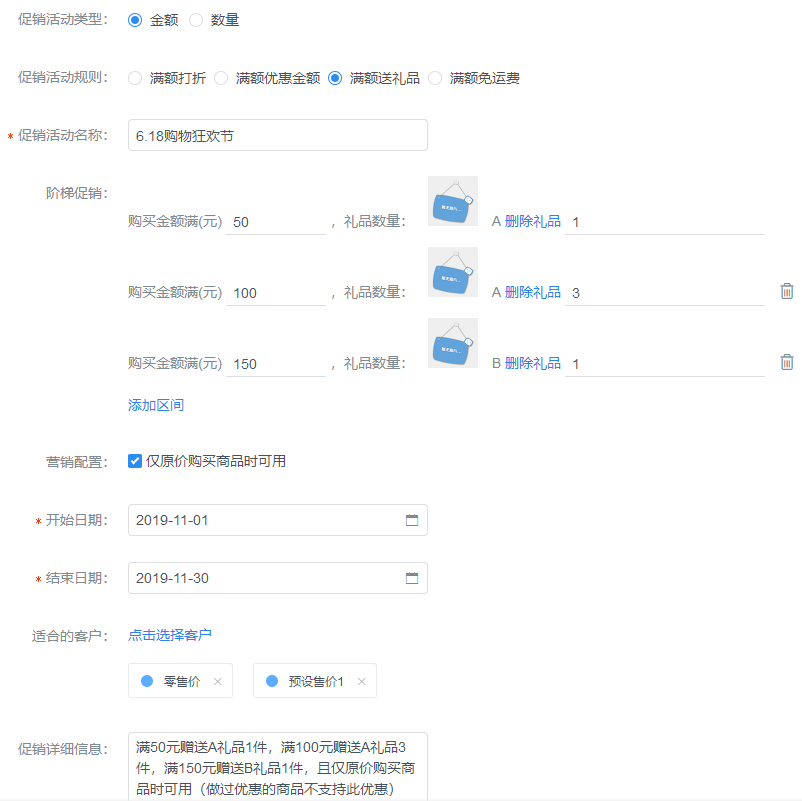 促销活动类型： 金额 数量
促销活动规则： 满额打折 满额优惠金额 满额送礼品 满额免运费
* 促销活动名称： 6.18购物狂欢节
阶梯促销：
购买金额满(元) 50 ，礼品数量： A 删除礼品 1
购买金额满(元) 100 ，礼品数量： A 删除礼品 3
购买金额满(元) 150 ，礼品数量： B 删除礼品 1
添加区间
营销配置： 仅原价购买商品时可用
* 开始日期： 2019-11-01
* 结束日期： 2019-11-30
适合的客户： 点击选择客户
零售价 × 预设售价1 ×
促销详细信息： 满50元赠送A礼品1件，满100元赠送A礼品3
件，满150元赠送B礼品1件，且仅原价购买商
品时可用（做过优惠的商品不支持此优惠）